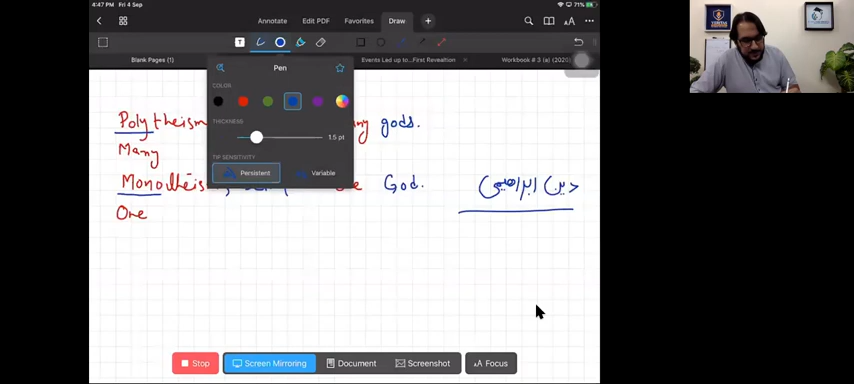 4:47 PM Fri 4 Sep
71%
Annotate Edit PDF Favorites Draw
Blank Pages (1) Events Led up to...First Revealtion Workbook # 3 (a) (2020)
Pen
COLOR
THICKNESS
1.5 pt
TIP SENSITIVITY
Persistent Variable
Polytheism gods.
Many
Monotheism God. دین ابراہیمی
One
Stop Screen Mirroring Document Screenshot Focus